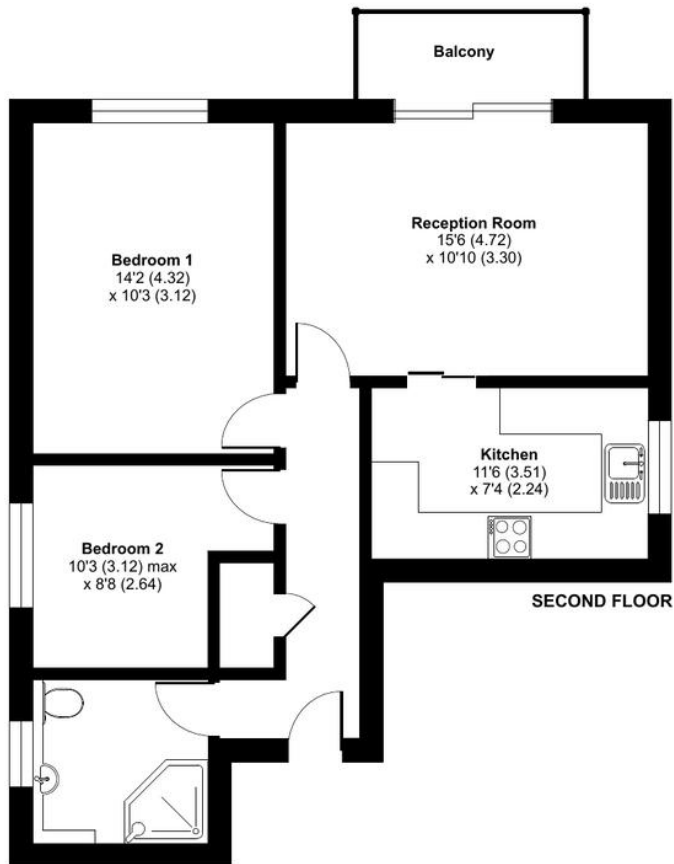 Balcony
Reception Room
15'6 (4.72)
x 10'10 (3.30)
Bedroom 1
14'2 (4.32)
x 10'3 (3.12)
Kitchen
11'6 (3.51)
x 7'4 (2.24)
Bedroom 2
10'3 (3.12) max
x 8'8 (2.64)
SECOND FLOOR